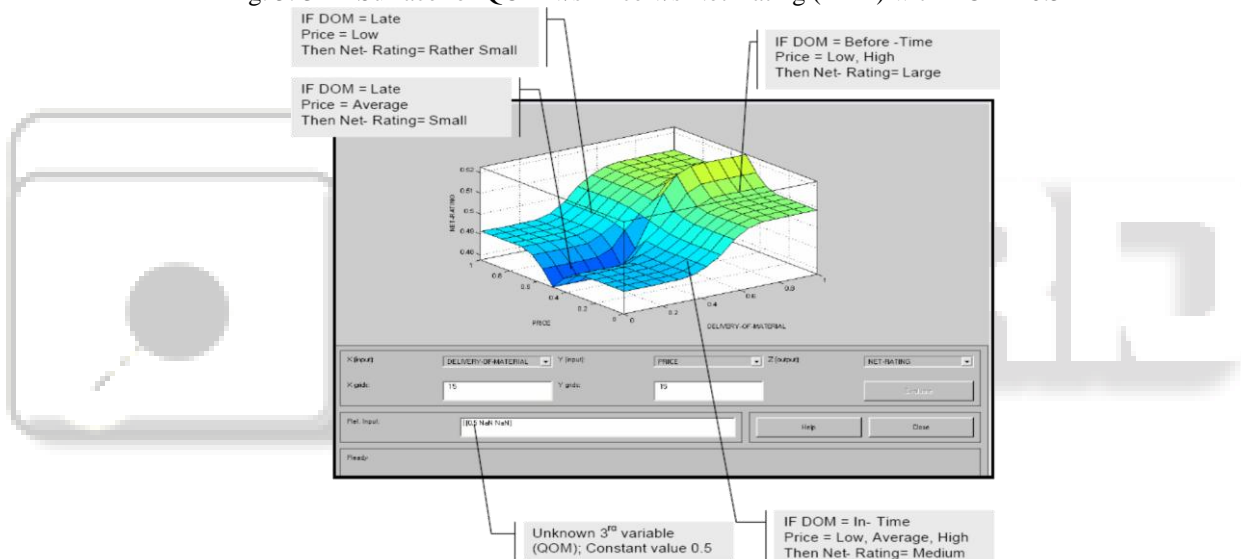 IF DOM = Late
Price = Low
Then Net- Rating= Rather Small
IF DOM = Before -Time
Price = Low, High
Then Net- Rating= Large
IF DOM = Late
Price = Average
Then Net- Rating= Small
NET-RATING
PRICE
DELIVERY-OF-MATERIAL
X (input): DELIVERY-OF-MATERIAL Y (input): PRICE Z (output): NET-RATING
X grids: 15 Y grids: 15 Evaluate
Ref. Input: [0.5 NaN NaN] Help Close
Ready
Unknown 3rd variable
(QOM); Constant value 0.5
IF DOM = In- Time
Price = Low, Average, High
Then Net- Rating= Medium